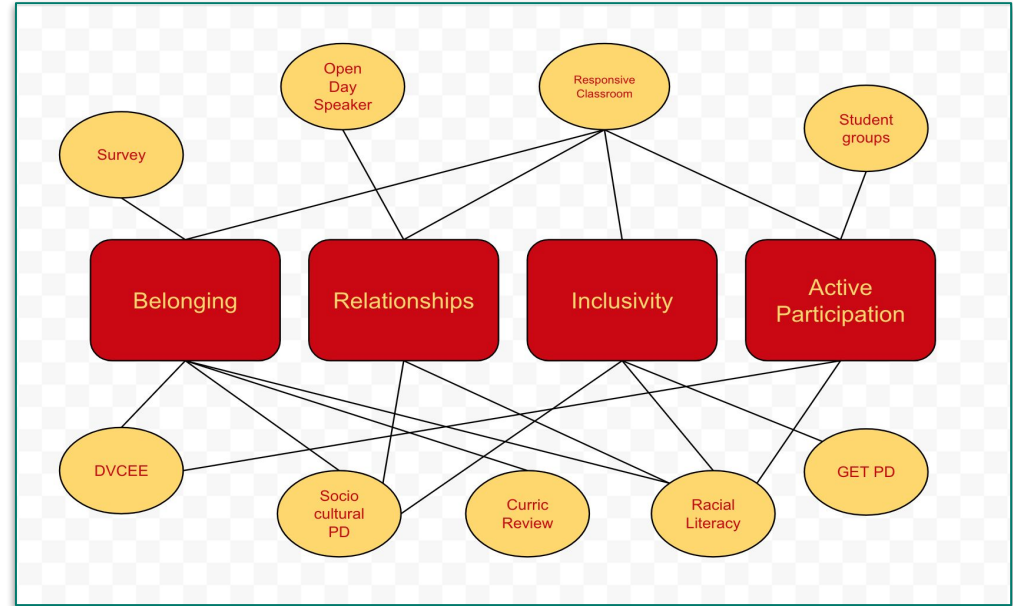 Open
Day
Speaker
Responsive
Classroom
Student
groups
Survey
Belonging
Relationships
Inclusivity
Active
Participation
DVCEE
Socio
cultural
PD
Curric
Review
Racial
Literacy
GET PD